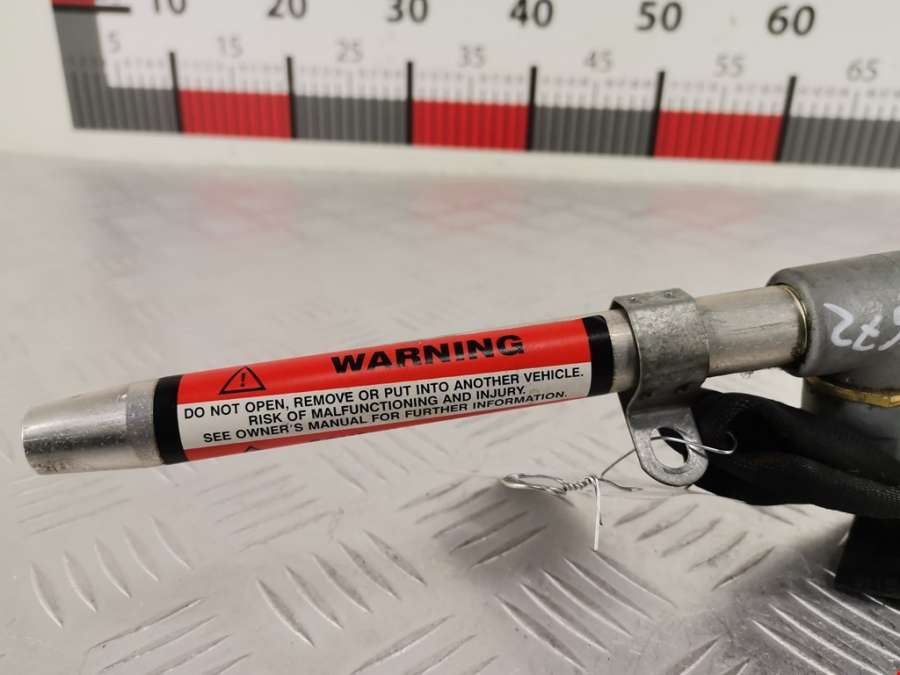 10 20 30 40 50 60
5 15 25 35 45 55 65
WARNING
DO NOT OPEN, REMOVE OR PUT INTO ANOTHER VEHICLE.
RISK OF MALFUNCTIONING AND INJURY.
SEE OWNER'S MANUAL FOR FURTHER INFORMATION.